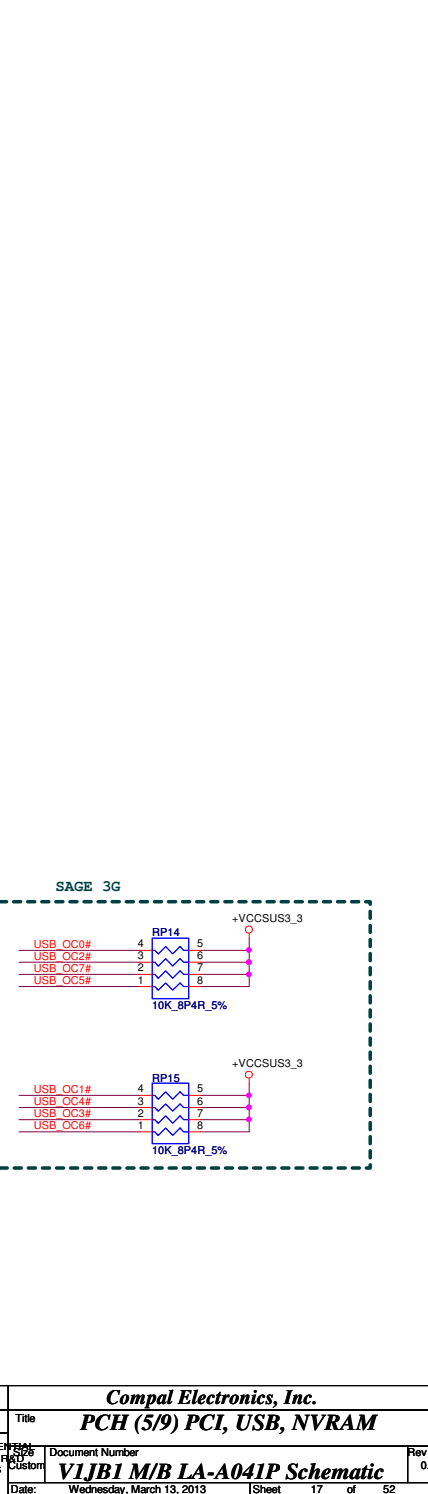 SAGE 3G
+VCCSUS3_3
RP14
USB_OC0# 4 5
USB_OC2# 3 6
USB_OC7# 2 7
USB_OC5# 1 8
10K_8P4R_5%
+VCCSUS3_3
RP15
USB_OC1# 4 5
USB_OC4# 3 6
USB_OC3# 2 7
USB_OC6# 1 8
10K_8P4R_5%
Compal Electronics, Inc.
Title
PCH (5/9) PCI, USB, NVRAM
Size Document Number Rev
Custom V1JB1 M/B LA-A041P Schematic 0.
Date: Wednesday, March 13, 2013 Sheet 17 of 52